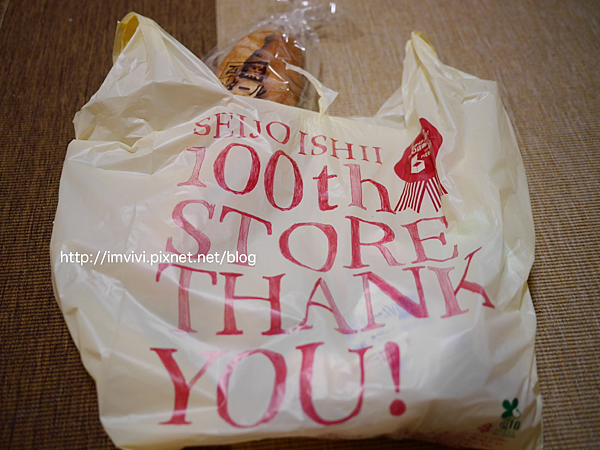 SEIJO ISHII
100th
STORE
http://imvivi.pixnet.net/blog
THANK
YOU!